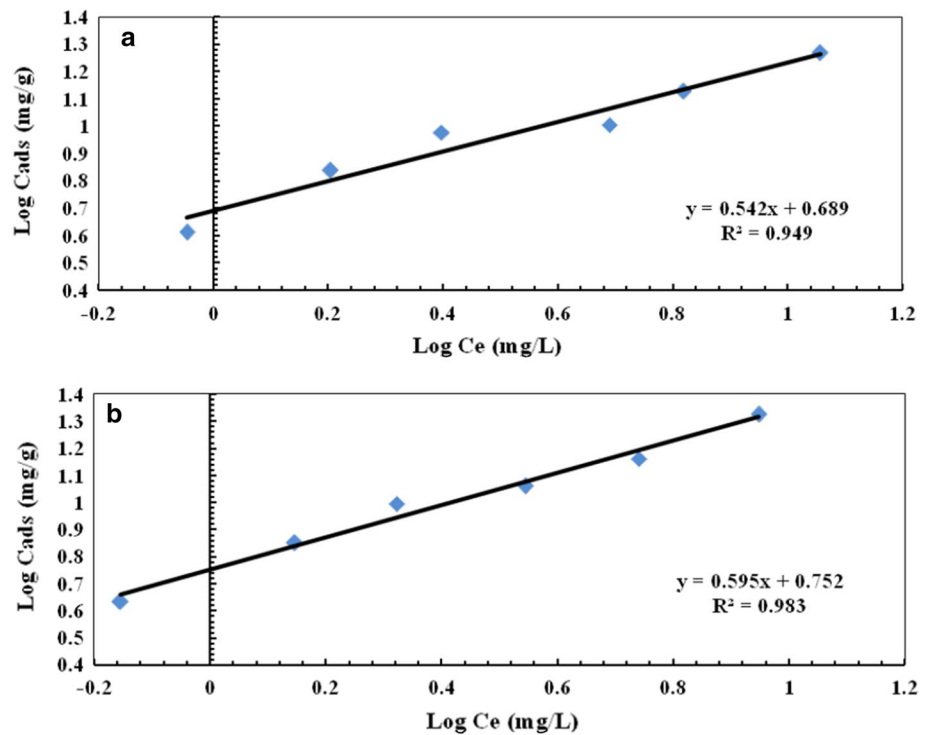 a
Log Cads (mg/g)
1.4
1.3
1.2
1.1
1
0.9
0.8
0.7
0.6
0.5
0.4
y = 0.542x + 0.689
R² = 0.949
-0.2 0 0.2 0.4 0.6 0.8 1 1.2
Log Ce (mg/L)
b
Log Cads (mg/g)
1.4
1.3
1.2
1.1
1
0.9
0.8
0.7
0.6
0.5
0.4
y = 0.595x + 0.752
R² = 0.983
-0.2 0 0.2 0.4 0.6 0.8 1 1.2
Log Ce (mg/L)